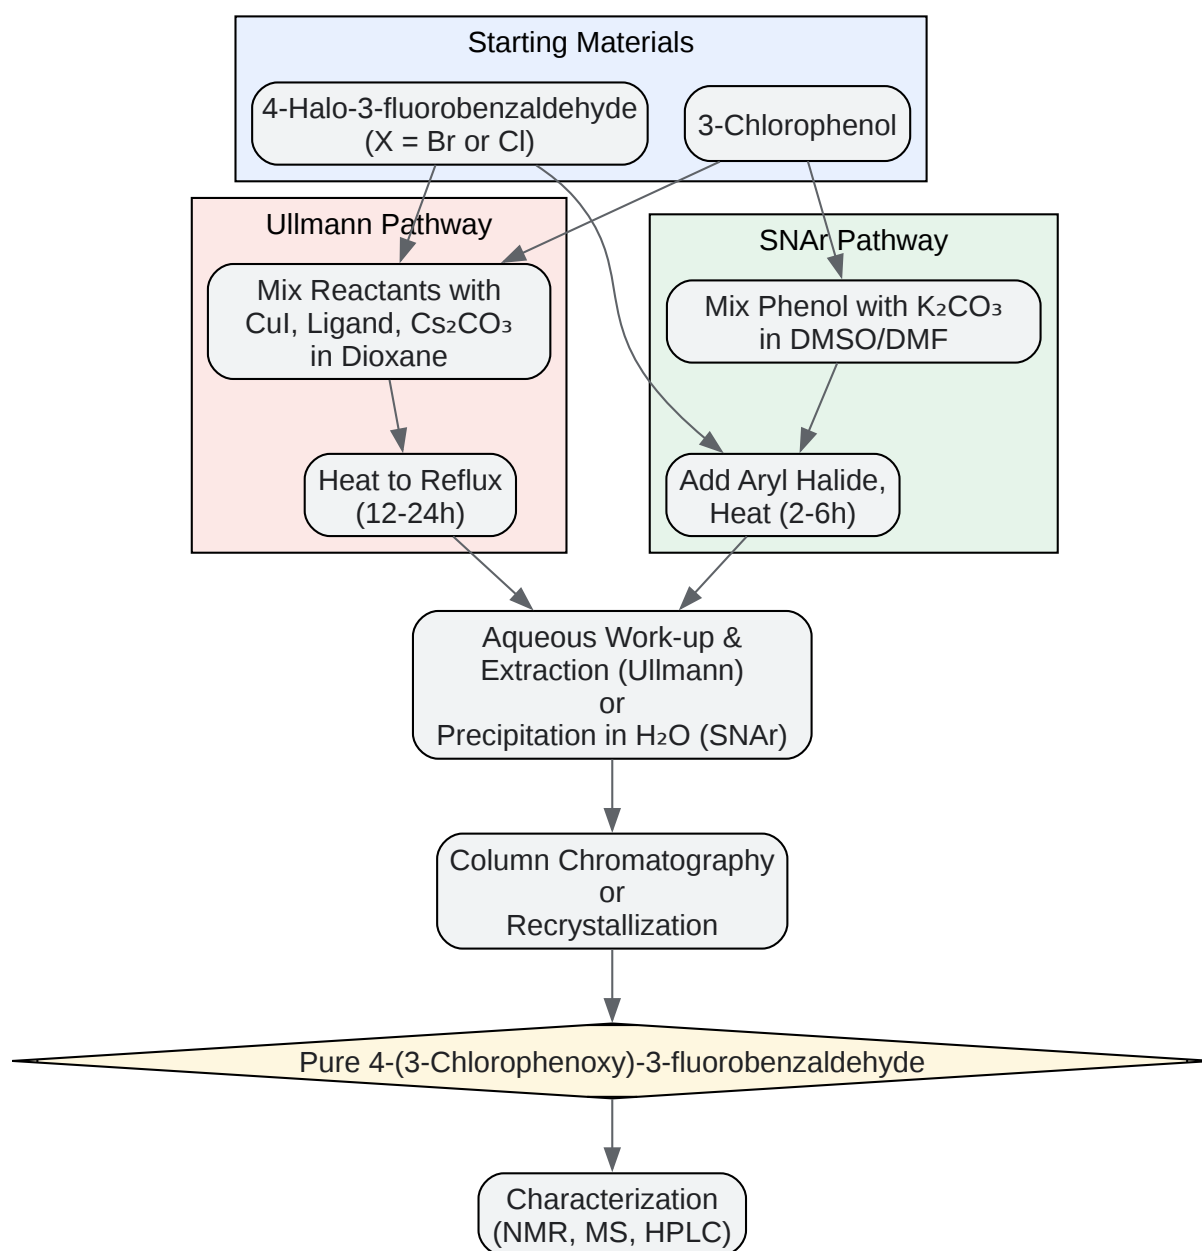 Starting Materials
4-Halo-3-fluorobenzaldehyde
(X = Br or Cl)
3-Chlorophenol
Ullmann Pathway
SNAr Pathway
Mix Reactants with
CuI, Ligand, Cs₂CO₃
in Dioxane
Mix Phenol with K₂CO₃
in DMSO/DMF
Heat to Reflux
(12-24h)
Add Aryl Halide,
Heat (2-6h)
Aqueous Work-up &
Extraction (Ullmann)
or
Precipitation in H₂O (SNAr)
Column Chromatography
or
Recrystallization
Pure 4-(3-Chlorophenoxy)-3-fluorobenzaldehyde
Characterization
(NMR, MS, HPLC)